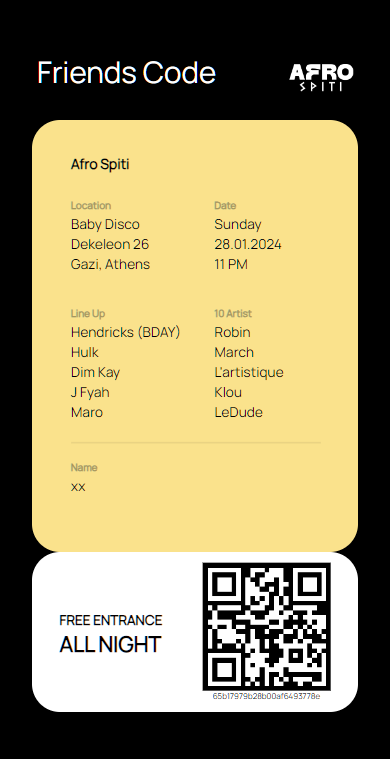 Friends Code
AFRO
SPITI
Afro Spiti
Location
Baby Disco
Dekeleon 26
Gazi, Athens
Date
Sunday
28.01.2024
11 PM
Line Up
Hendricks (BDAY)
Hulk
Dim Kay
J Fyah
Maro
10 Artist
Robin
March
L'artistique
Klou
LeDude
Name
xx
FREE ENTRANCE
ALL NIGHT
65b17979b28b00af6493778e